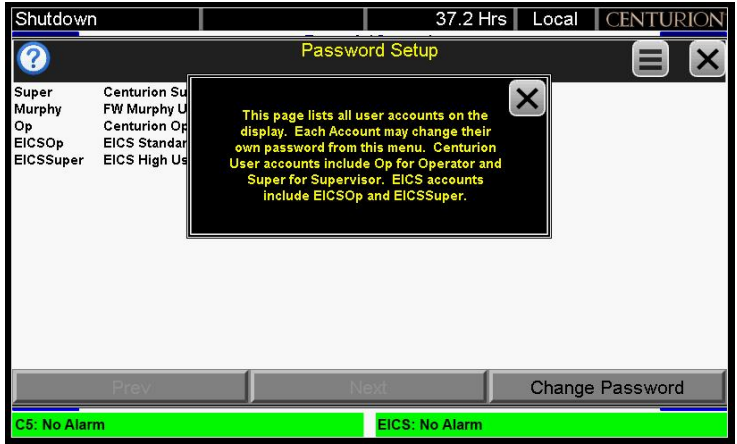 Shutdown 37.2 Hrs Local CENTURION
Password Setup
?
Super Centurion Su
Murphy FW Murphy U
Op Centurion Op
EICSOp EICS Standar
EICSSuper EICS High Us
This page lists all user accounts on the
display. Each Account may change their
own password from this menu. Centurion
User accounts include Op for Operator and
Super for Supervisor. EICS accounts
include EICSOp and EICSSuper.
Prev Next Change Password
C5: No Alarm EICS: No Alarm